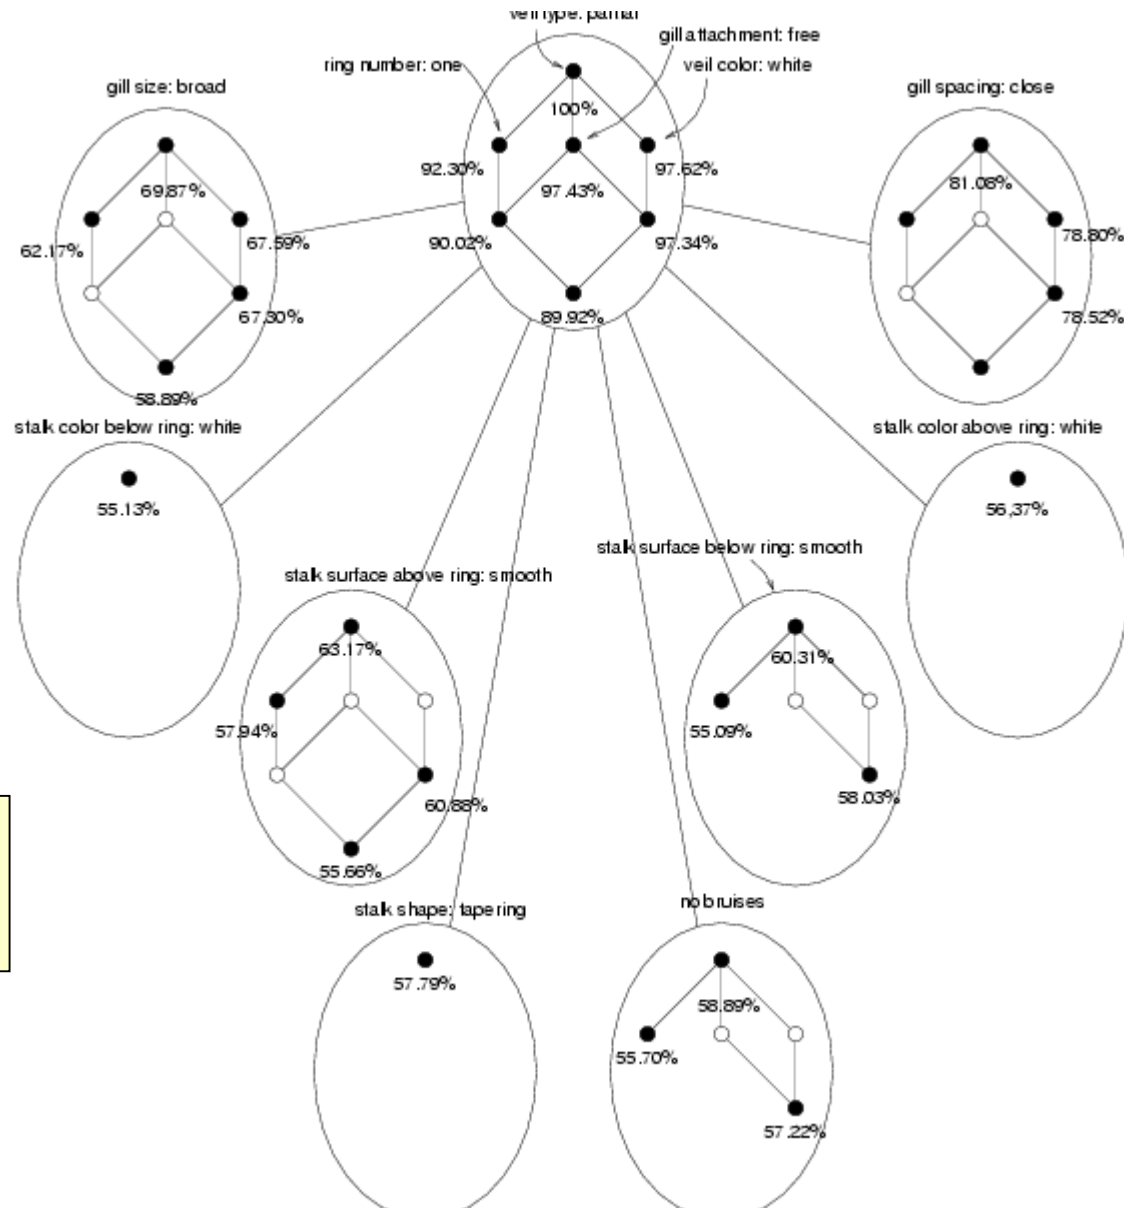 veil type: partial
gill attachment: free
ring number: one
veil color: white
gill size: broad
gill spacing: close
100%
92.30%
97.43%
97.62%
69.87%
81.08%
62.17%
67.59%
90.02%
97.34%
78.80%
67.30%
89.92%
78.52%
58.89%
stalk color below ring: white
stalk color above ring: white
55.13%
56,37%
stalk surface below ring: smooth
stalk surface above ring: smooth
63.17%
60.31%
57.94%
55.09%
60.88%
58.03%
55.66%
stalk shape: tapering
no bruises
57.79%
58.89%
55.70%
57.22%